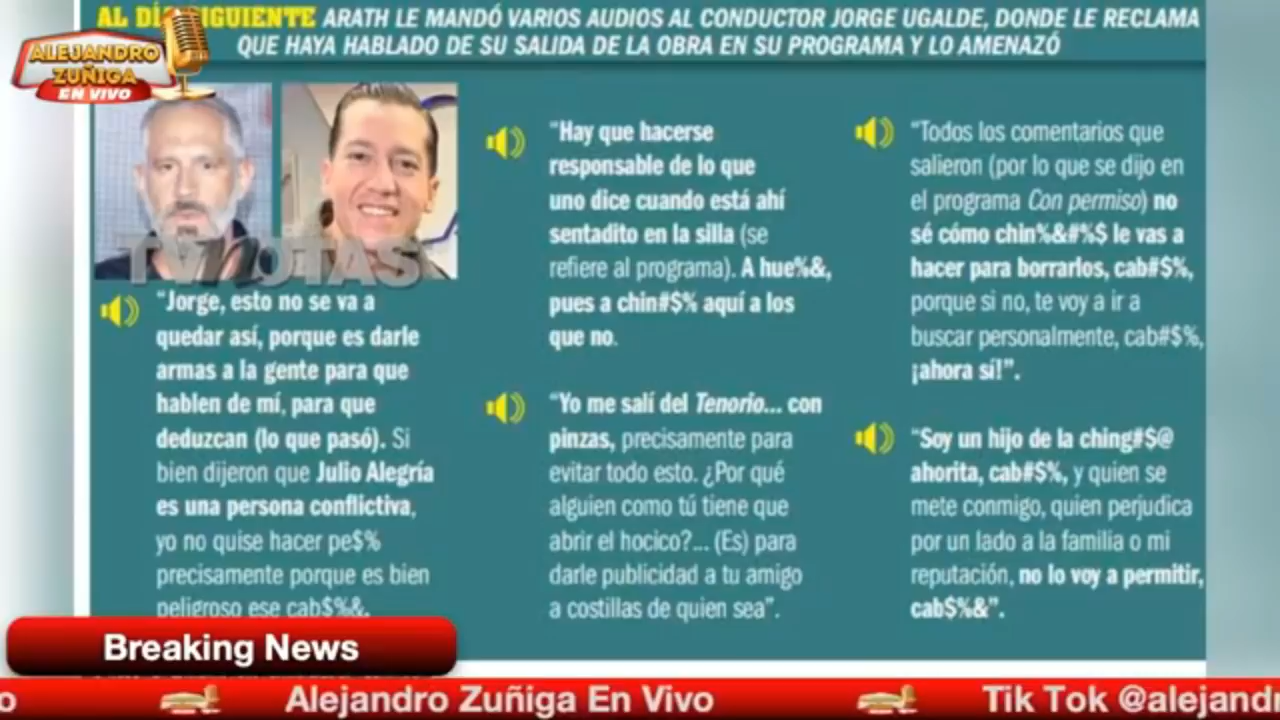 AL DÍA SIGUIENTE ARATH LE MANDÓ VARIOS AUDIOS AL CONDUCTOR JORGE UGALDE, DONDE LE RECLAMA
QUE HAYA HABLADO DE SU SALIDA DE LA OBRA EN SU PROGRAMA Y LO AMENAZÓ
ALEJANDRO
ZUÑIGA
EN VIVO
TVNOTAS
“Jorge, esto no se va a
quedar así, porque es darle
armas a la gente para que
hablen de mí, para que
deduzcan (lo que pasó). Si
bien dijeron que Julio Alegría
es una persona conflictiva,
yo no quise hacer pe$%
precisamente porque es bien
peligroso ese cab$%&.
“Hay que hacerse
responsable de lo que
uno dice cuando está ahí
sentadito en la silla (se
refiere al programa). A hue%&,
pues a chin#$% aquí a los
que no.
“Yo me salí del Tenorio... con
pinzas, precisamente para
evitar todo esto. ¿Por qué
alguien como tú tiene que
abrir el hocico?... (Es) para
darle publicidad a tu amigo
a costillas de quien sea”.
“Todos los comentarios que
salieron (por lo que se dijo en
el programa Con permiso) no
sé cómo chin%&#%$ le vas a
hacer para borrarlos, cab#$%,
porque si no, te voy a ir a
buscar personalmente, cab#$%,
¡ahora sí!”.
“Soy un hijo de la ching#$@
ahorita, cab#$%, y quien se
mete conmigo, quien perjudica
por un lado a la familia o mi
reputación, no lo voy a permitir,
cab$%&”.
Breaking News
o Alejandro Zuñiga En Vivo Tik Tok @alejandr